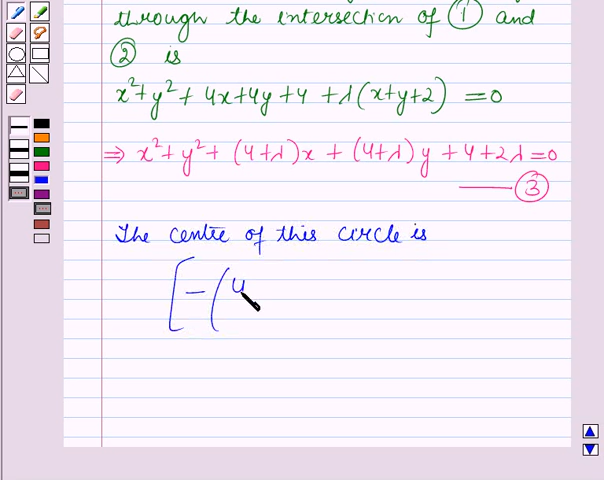 through the intersection of ① and
② is
x²+y²+4x+4y+4+λ(x+y+2)=0
⇒ x²+y²+(4+λ)x+(4+λ)y+4+2λ=0
—— ③
The centre of this circle is
[-(4